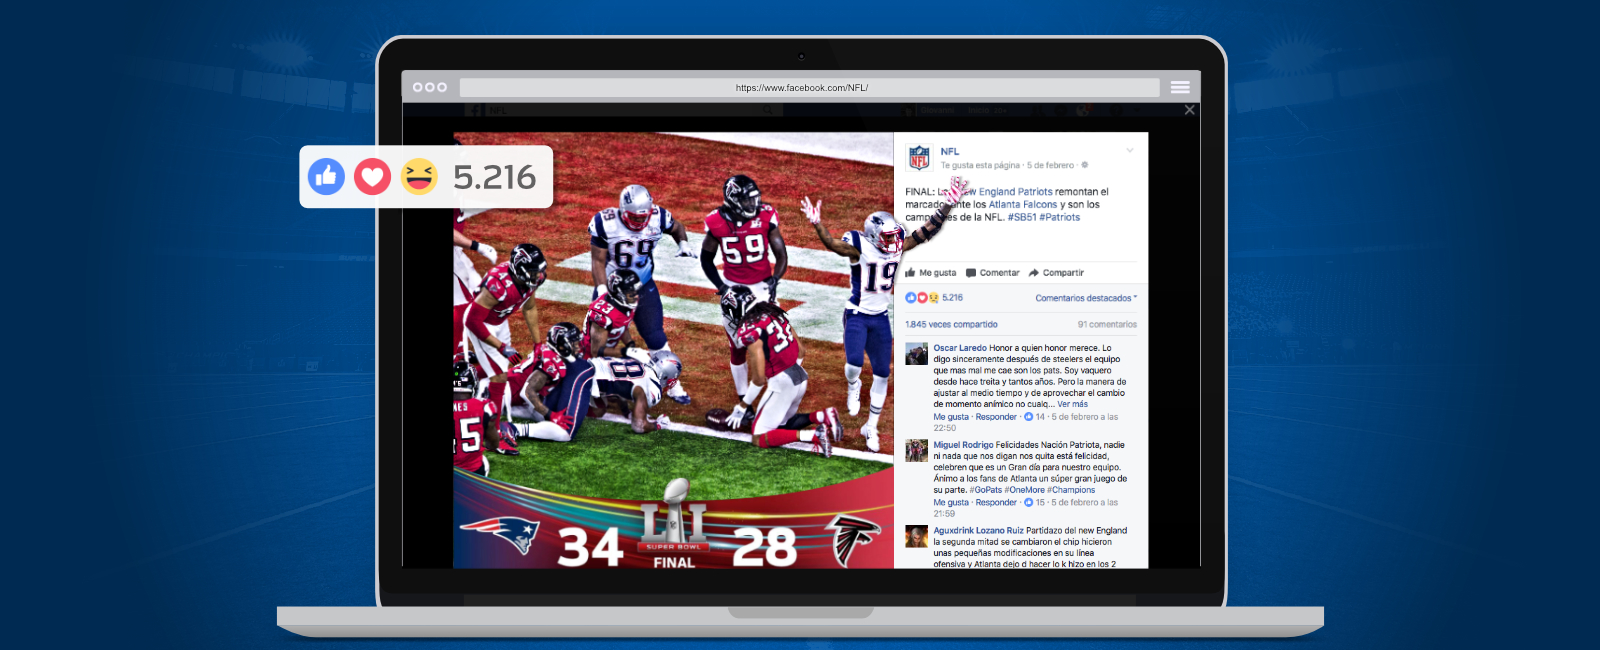 https://www.facebook.com/NFL/
NFL
5.216
NFL
Te gusta esta página · 5 de febrero ·
FINAL: L New England Patriots remontan el
marcador ante los Atlanta Falcons y son los
campeones de la NFL. #SB51 #Patriots
Me gusta Comentar Compartir
5.216 Comentarios destacados
1.845 veces compartido 91 comentarios
Oscar Laredo Honor a quien honor merece. Lo
digo sinceramente después de steelers el equipo
que mas mal me cae son los pats. Soy vaquero
desde hace treita y tantos años. Pero la manera de
ajustar al medio tiempo y de aprovechar el cambio
de momento anímico no cualq... Ver más
Me gusta · Responder · 14 · 5 de febrero a las
22:50
Miguel Rodrigo Felicidades Nación Patriota, nadie
ni nada que nos digan nos quita está felicidad,
celebren que es un Gran día para nuestro equipo.
Ánimo a los fans de Atlanta un súper gran juego de
su parte. #GoPats #OneMore #Champions
Me gusta · Responder · 15 · 5 de febrero a las
21:59
Aguxdrink Lozano Ruiz Partidazo del new England
la segunda mitad se cambiaron el chip hicieron
unas pequeñas modificaciones en su línea
ofensiva y Atlanta dejo d hacer lo k hizo en los 2
69
59
19
34 LI 28
SUPER BOWL
FINAL